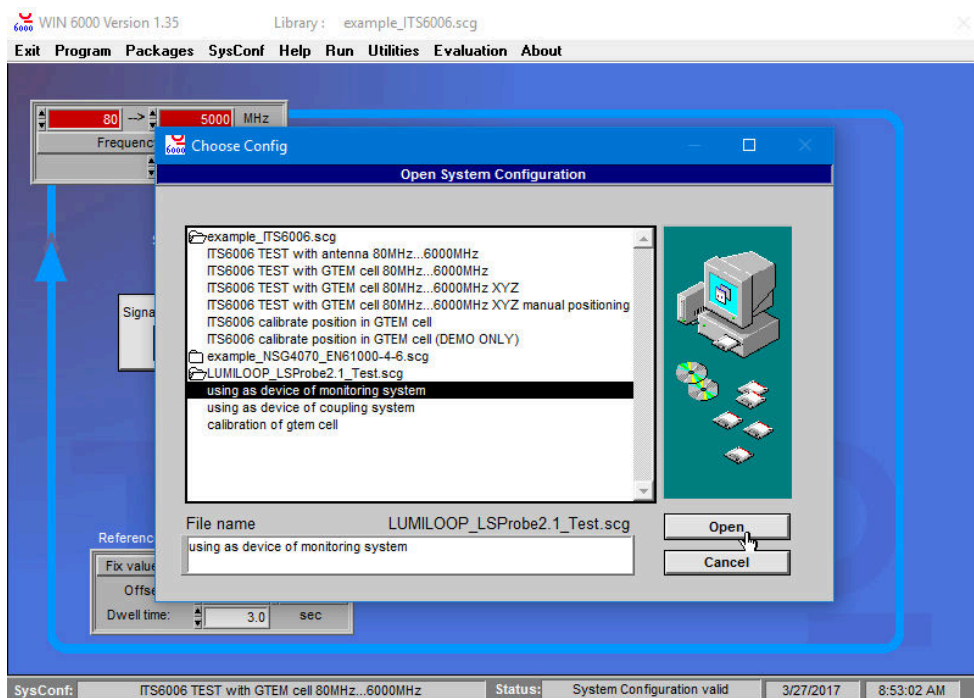 6000 WIN 6000 Version 1.35 Library : example_ITS6006.scg
Exit Program Packages SysConf Help Run Utilities Evaluation About
80 --> 5000 MHz
Frequenc
6000 Choose Config
Open System Configuration
example_ITS6006.scg
ITS6006 TEST with antenna 80MHz...6000MHz
ITS6006 TEST with GTEM cell 80MHz...6000MHz
ITS6006 TEST with GTEM cell 80MHz...6000MHz XYZ
ITS6006 TEST with GTEM cell 80MHz...6000MHz XYZ manual positioning
ITS6006 calibrate position in GTEM cell
ITS6006 calibrate position in GTEM cell (DEMO ONLY)
example_NSG4070_EN61000-4-6.scg
LUMILOOP_LSProbe2.1_Test.scg
using as device of monitoring system
using as device of coupling system
calibration of gtem cell
Signa
File name LUMILOOP_LSProbe2.1_Test.scg
using as device of monitoring system
Open
Cancel
Referenc
Fix value
Offse
Dwell time: 3.0 sec
SysConf: ITS6006 TEST with GTEM cell 80MHz...6000MHz Status: System Configuration valid 3/27/2017 8:53:02 AM